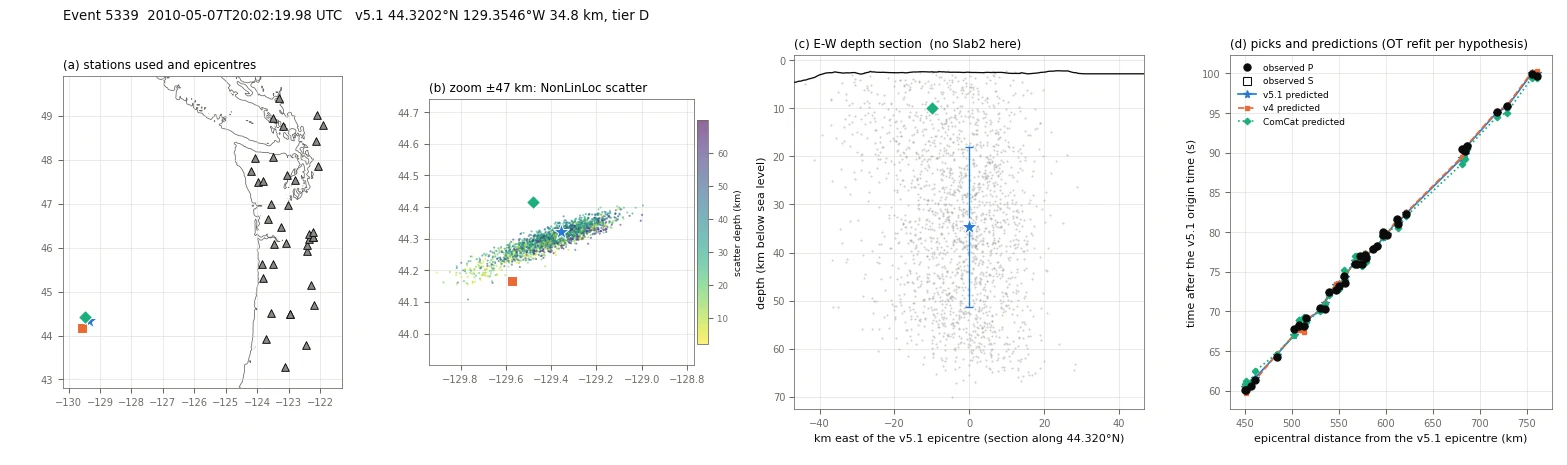 Event 5339  2010-05-07T20:02:19.98 UTC   v5.1 44.3202°N 129.3546°W 34.8 km, tier D
(a) stations used and epicentres
49
48
47
46
45
44
43
−130 −129 −128 −127 −126 −125 −124 −123 −122
(b) zoom ±47 km: NonLinLoc scatter
44.7
44.6
44.5
44.4
44.3
44.2
44.1
44.0
−129.8 −129.6 −129.4 −129.2 −129.0 −128.8
60
50
40
30
20
10
scatter depth (km)
(c) E-W depth section  (no Slab2 here)
0
10
20
30
40
50
60
70
depth (km below sea level)
−40 −20 0 20 40
km east of the v5.1 epicentre (section along 44.320°N)
(d) picks and predictions (OT refit per hypothesis)
observed P
observed S
v5.1 predicted
v4 predicted
ComCat predicted
100
95
90
85
80
75
70
65
60
time after the v5.1 origin time (s)
450 500 550 600 650 700 750
epicentral distance from the v5.1 epicentre (km)